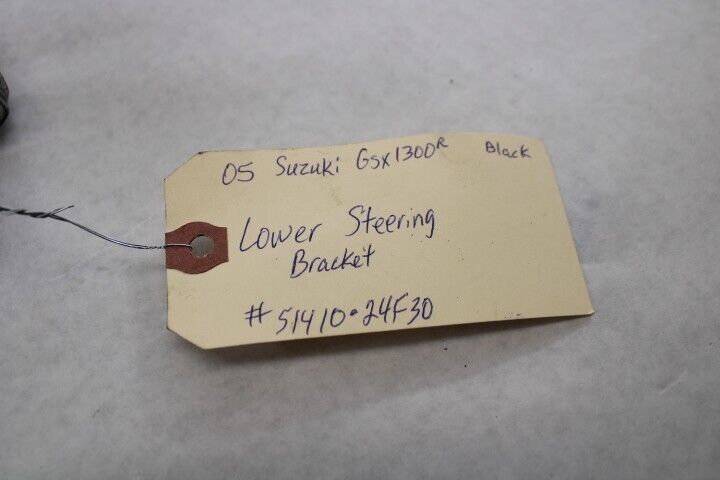 05 Suzuki Gsx1300R Black
Lower Steering
Bracket
# 51410-24F30